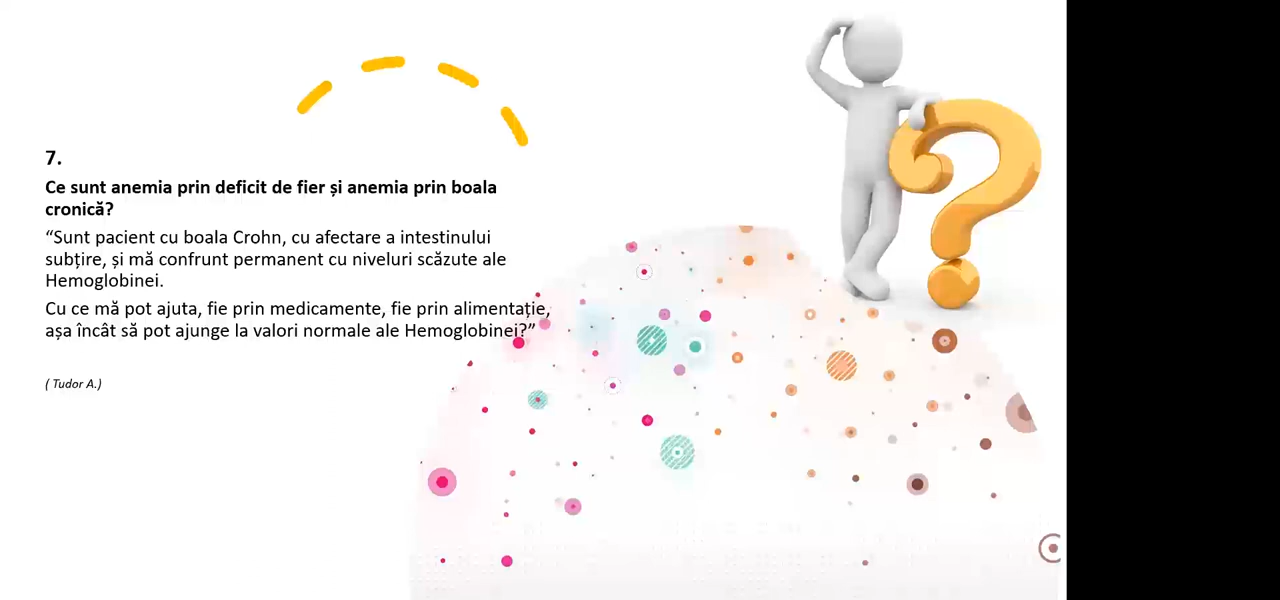 7.
Ce sunt anemia prin deficit de fier și anemia prin boala
cronică?
“Sunt pacient cu boala Crohn, cu afectare a intestinului
subțire, și mă confrunt permanent cu niveluri scăzute ale
Hemoglobinei.
Cu ce mă pot ajuta, fie prin medicamente, fie prin alimentație,
așa încât să pot ajunge la valori normale ale Hemoglobinei?”
( Tudor A.)